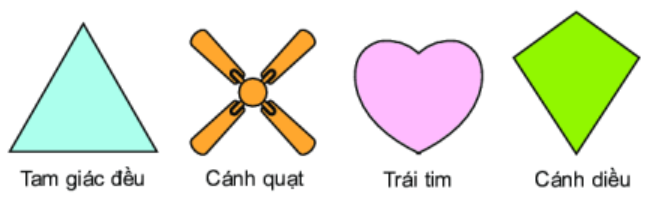 Tam giác đều Cánh quạt Trái tim Cánh diều